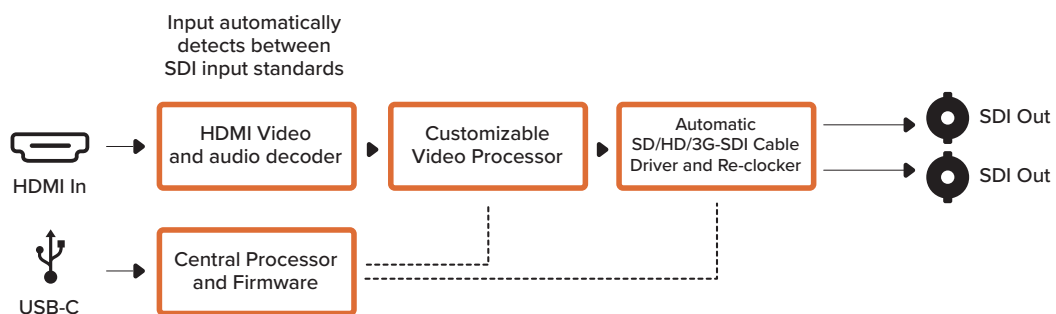 Input automatically
detects between
SDI input standards
HDMI In
HDMI Video
and audio decoder
Customizable
Video Processor
Automatic
SD/HD/3G-SDI Cable
Driver and Re-clocker
SDI Out
SDI Out
USB-C
Central Processor
and Firmware